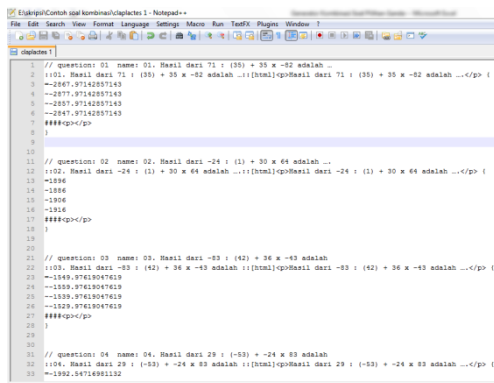 E:\skripsi\Contoh soal kombinasi\claplactes 1 - Notepad++
File Edit Search View Format Language Settings Macro Run TextFX Plugins Window ?
claplactes 1
1 // question: 01 name: 01. Hasil dari 71 : (35) + 35 x -82 adalah …
2 ::01. Hasil dari 71 : (35) + 35 x -82 adalah ….::[html]<p>Hasil dari 71 : (35) + 35 x -82 adalah ….</p> {
3 =-2867.97142857143
4 ~-2877.97142857143
5 ~-2857.97142857143
6 ~-2847.97142857143
7 ####<p></p>
8 }
9
10
11 // question: 02 name: 02. Hasil dari -24 : (1) + 30 x 64 adalah ….
12 ::02. Hasil dari -24 : (1) + 30 x 64 adalah ….::[html]<p>Hasil dari -24 : (1) + 30 x 64 adalah ….</p> {
13 =1896
14 ~1886
15 ~1906
16 ~1916
17 ####<p></p>
18 }
19
20
21 // question: 03 name: 03. Hasil dari -83 : (42) + 36 x -43 adalah
22 ::03. Hasil dari -83 : (42) + 36 x -43 adalah ::[html]<p>Hasil dari -83 : (42) + 36 x -43 adalah ….</p> {
23 =-1549.97619047619
24 ~-1559.97619047619
25 ~-1539.97619047619
26 ~-1529.97619047619
27 ####<p></p>
28 }
29
30
31 // question: 04 name: 04. Hasil dari 29 : (-53) + -24 x 83 adalah
32 ::04. Hasil dari 29 : (-53) + -24 x 83 adalah ::[html]<p>Hasil dari 29 : (-53) + -24 x 83 adalah ….</p> {
33 =-1992.54716981132